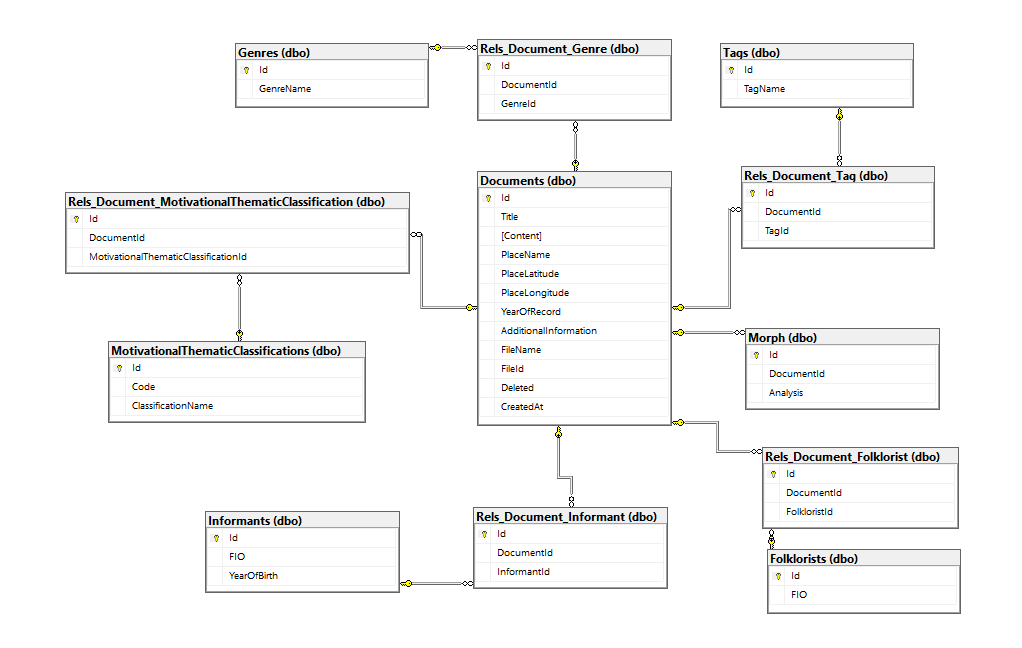 Genres (dbo)
Id
GenreName
Rels_Document_Genre (dbo)
Id
DocumentId
GenreId
Tags (dbo)
Id
TagName
Rels_Document_Tag (dbo)
Id
DocumentId
TagId
Documents (dbo)
Id
Title
[Content]
PlaceName
PlaceLatitude
PlaceLongitude
YearOfRecord
AdditionalInformation
FileName
FileId
Deleted
CreatedAt
Rels_Document_MotivationalThematicClassification (dbo)
Id
DocumentId
MotivationalThematicClassificationId
MotivationalThematicClassifications (dbo)
Id
Code
ClassificationName
Morph (dbo)
Id
DocumentId
Analysis
Rels_Document_Folklorist (dbo)
Id
DocumentId
FolkloristId
Folklorists (dbo)
Id
FIO
Informants (dbo)
Id
FIO
YearOfBirth
Rels_Document_Informant (dbo)
Id
DocumentId
InformantId